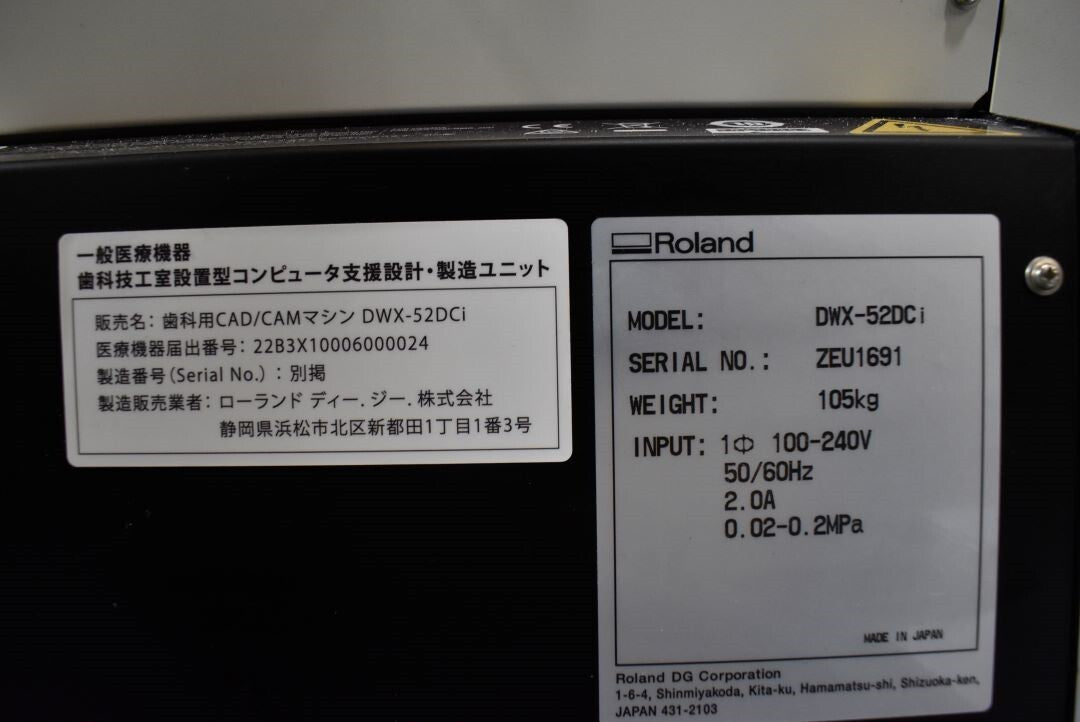 一般医療機器
歯科技工室設置型コンピュータ支援設計・製造ユニット
販売名: 歯科用CAD/CAMマシン DWX-52DCi
医療機器届出番号: 22B3X10006000024
製造番号(Serial No.) : 別掲
製造販売業者: ローランド ディー.ジー.株式会社
静岡県浜松市北区新都田1丁目1番3号
Roland
MODEL: DWX-52DCi
SERIAL NO.: ZEU1691
WEIGHT: 105kg
INPUT: 1Φ 100-240V
50/60Hz
2.0A
0.02-0.2MPa
MADE IN JAPAN
Roland DG Corporation
1-6-4, Shinmiyakoda, Kita-ku, Hamamatsu-shi, Shizuoka-ken,
JAPAN 431-2103